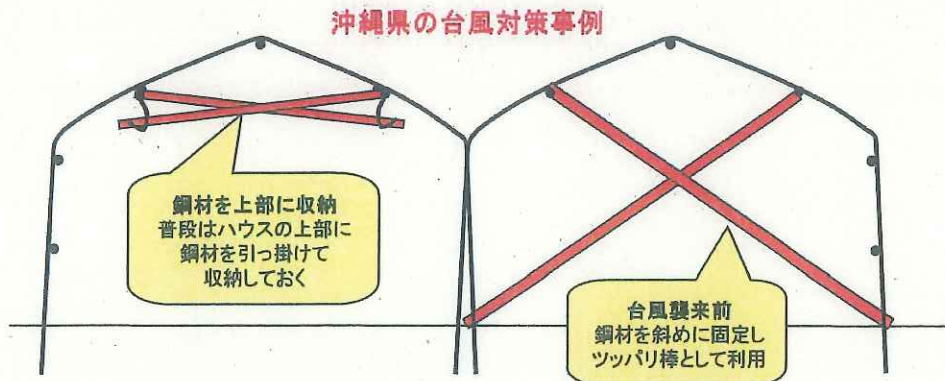 沖縄県の台風対策事例
鋼材を上部に収納
普段はハウスの上部に
鋼材を引っ掛けて
収納しておく
台風襲来前
鋼材を斜めに固定し
ツッパリ棒として利用